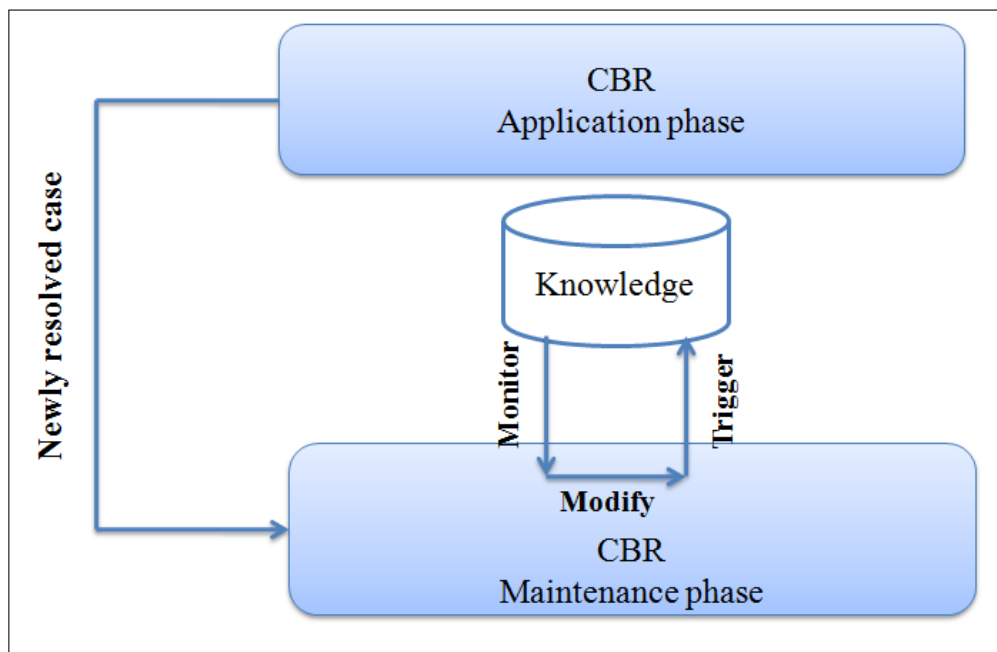 CBR
Application phase
Newly resolved case
Knowledge
Monitor
Trigger
Modify
CBR
Maintenance phase